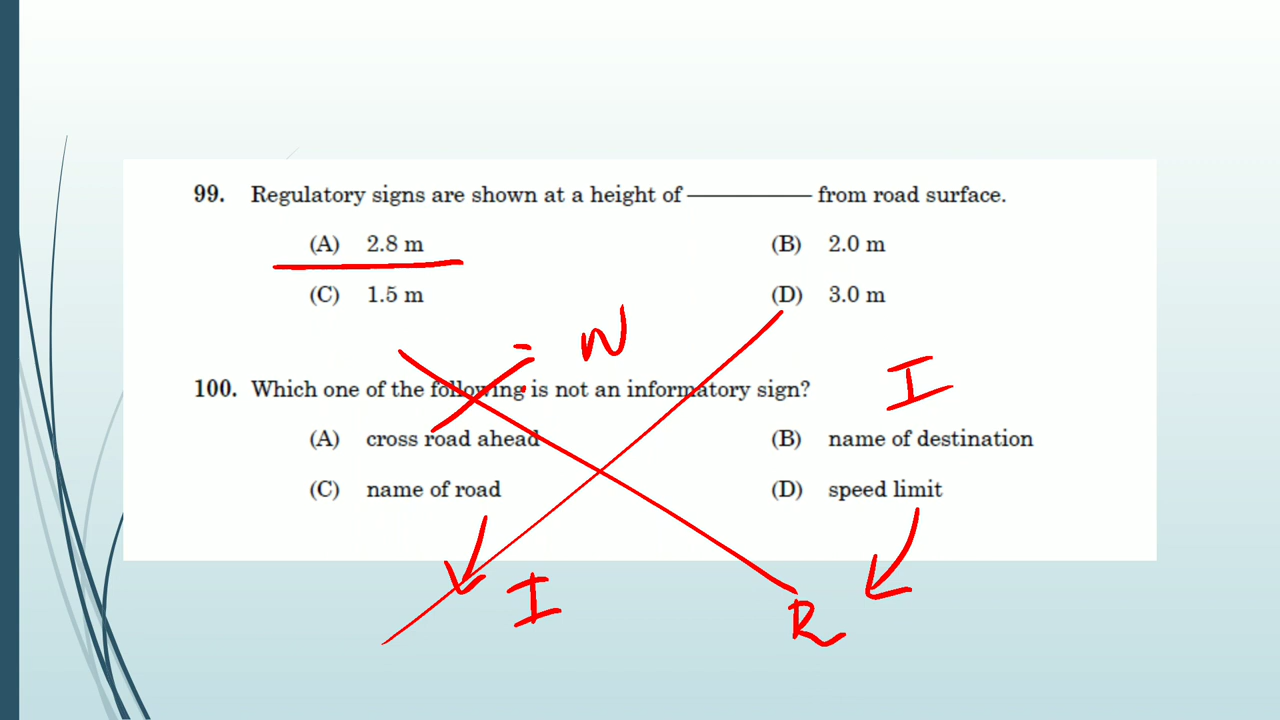 99. Regulatory signs are shown at a height of ———— from road surface.
(A) 2.8 m (B) 2.0 m
(C) 1.5 m (D) 3.0 m
W
100. Which one of the following is not an informatory sign?
I
(A) cross road ahead (B) name of destination
(C) name of road (D) speed limit
I R